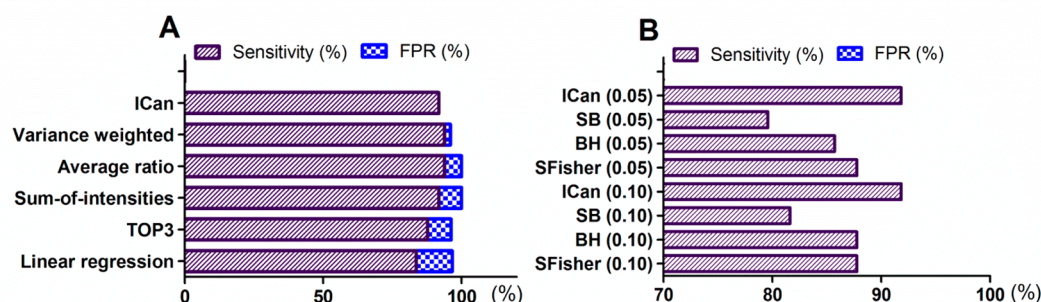 A
Sensitivity (%) FPR (%)
ICan
Variance weighted
Average ratio
Sum-of-intensities
TOP3
Linear regression
0 50 100 (%)
B
Sensitivity (%) FPR (%)
ICan (0.05)
SB (0.05)
BH (0.05)
SFisher (0.05)
ICan (0.10)
SB (0.10)
BH (0.10)
SFisher (0.10)
70 80 90 100 (%)